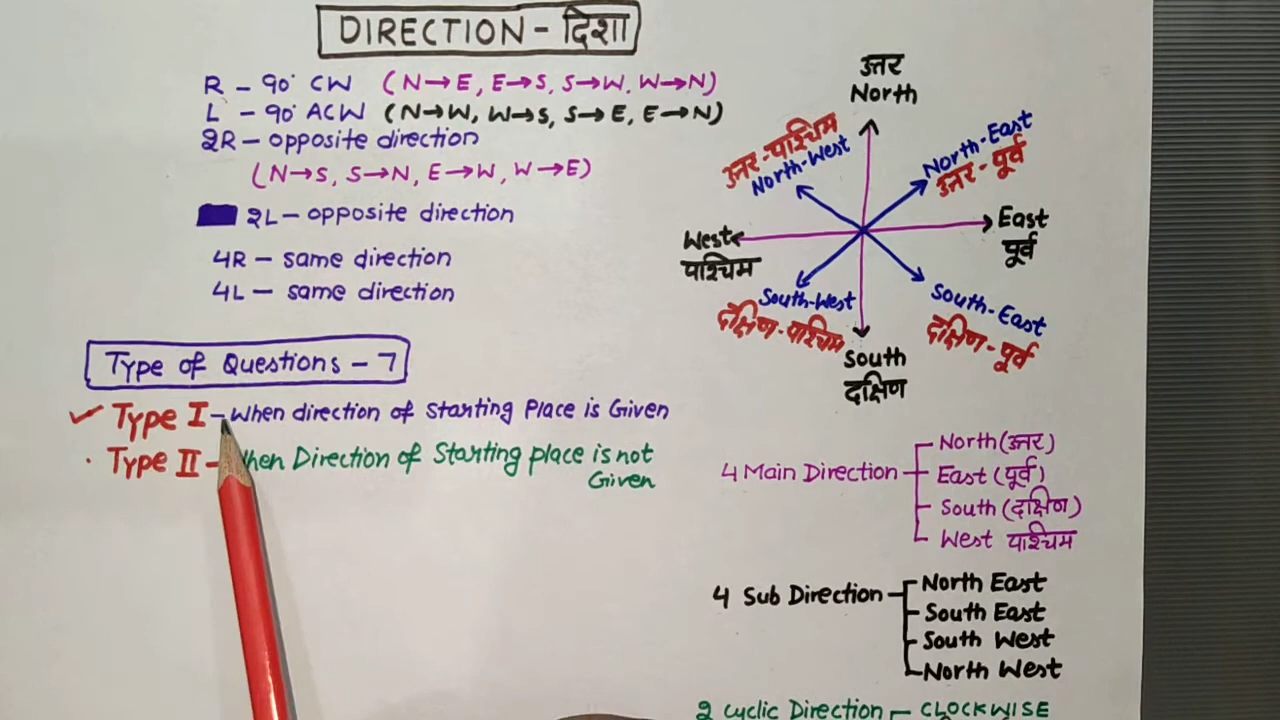 DIRECTION - दिशा
R - 90° CW (N→E, E→S, S→W, W→N)
L - 90° ACW (N→W, W→S, S→E, E→N)
2R - opposite direction
(N→S, S→N, E→W, W→E)
2L - opposite direction
4R - same direction
4L - same direction
Type of Questions - 7
Type I - When direction of Starting Place is Given
Type II - When Direction of Starting place is not
Given
उत्तर
North
उत्तर-पश्चिम
North-West
North-East
उत्तर-पूर्व
West
पश्चिम
East
पूर्व
South-West
दक्षिण-पश्चिम
South-East
दक्षिण-पूर्व
South
दक्षिण
4 Main Direction
North (उत्तर)
East (पूर्व)
South (दक्षिण)
West पश्चिम
4 Sub Direction
North East
South East
South West
North West
2 Cyclic Direction - CLOCKWISE